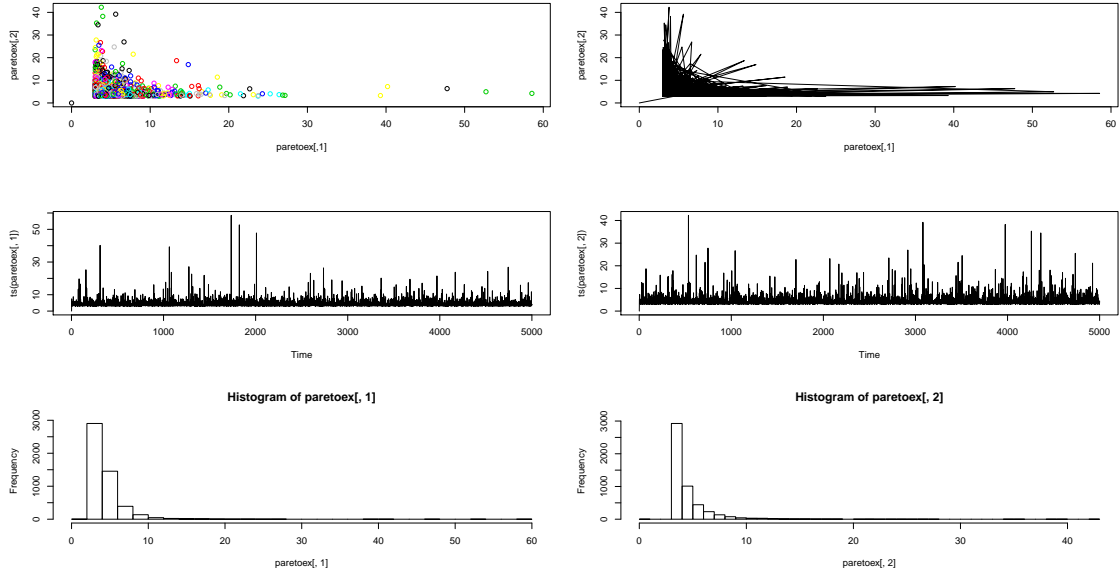 paretoex[,2]
0 10 20 30 40
0 10 20 30 40 50 60
paretoex[,1]
paretoex[,2]
0 10 20 30 40
0 10 20 30 40 50 60
paretoex[,1]
ts(paretoex[, 1])
0 10 30 50
0 1000 2000 3000 4000 5000
Time
ts(paretoex[, 2])
0 10 20 30 40
0 1000 2000 3000 4000 5000
Time
Histogram of paretoex[, 1]
Frequency
0 1000 3000
0 10 20 30 40 50 60
paretoex[, 1]
Histogram of paretoex[, 2]
Frequency
0 1000 3000
0 10 20 30 40
paretoex[, 2]